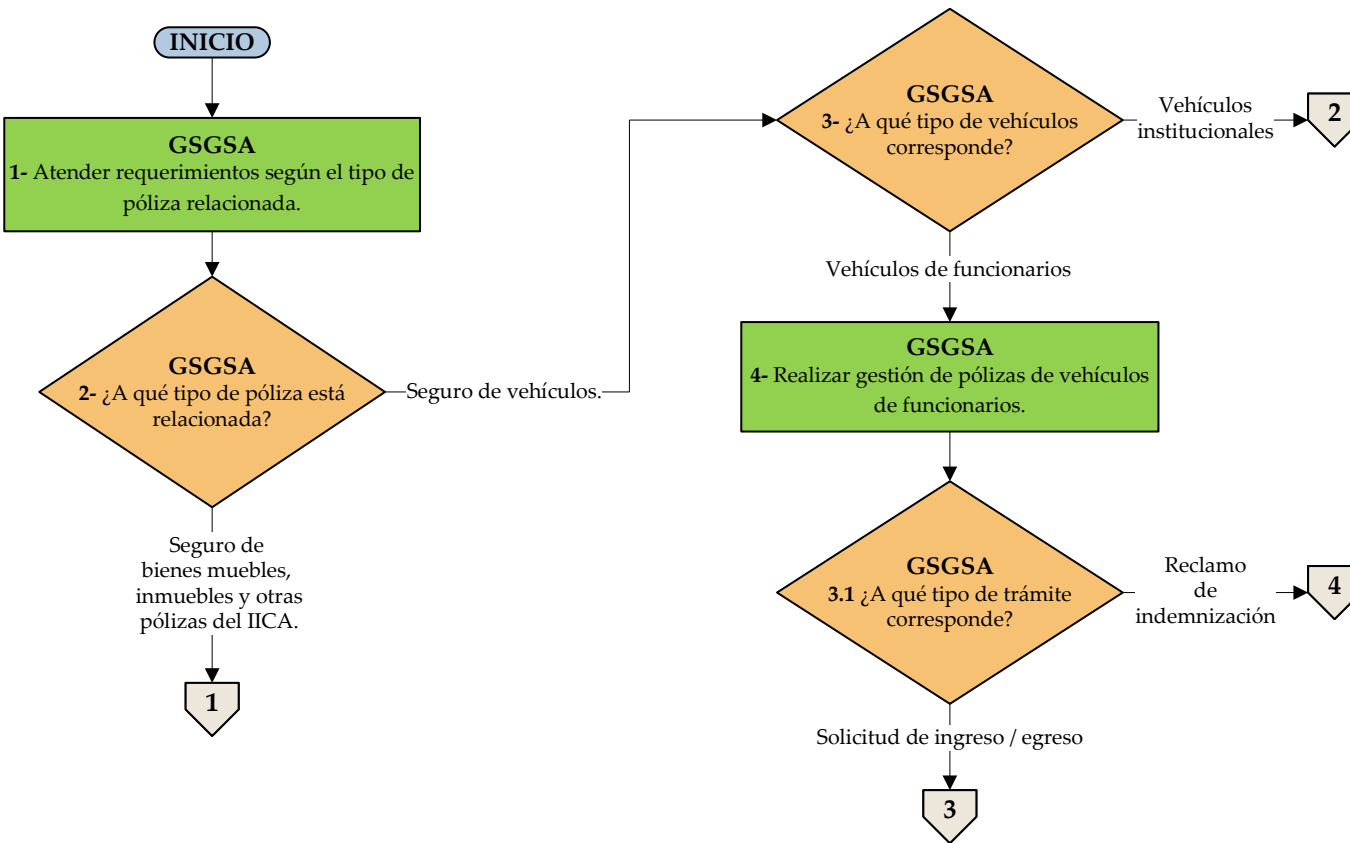 INICIO
GSGSA
1- Atender requerimientos según el tipo de
póliza relacionada.
GSGSA
2- ¿A qué tipo de póliza está
relacionada?
Seguro de vehículos.
Seguro de
bienes muebles,
inmuebles y otras
pólizas del IICA.
1
GSGSA
3- ¿A qué tipo de vehículos
corresponde?
Vehículos
institucionales
2
Vehículos de funcionarios
GSGSA
4- Realizar gestión de pólizas de vehículos
de funcionarios.
GSGSA
3.1 ¿A qué tipo de trámite
corresponde?
Reclamo
de
indemnización
4
Solicitud de ingreso / egreso
3